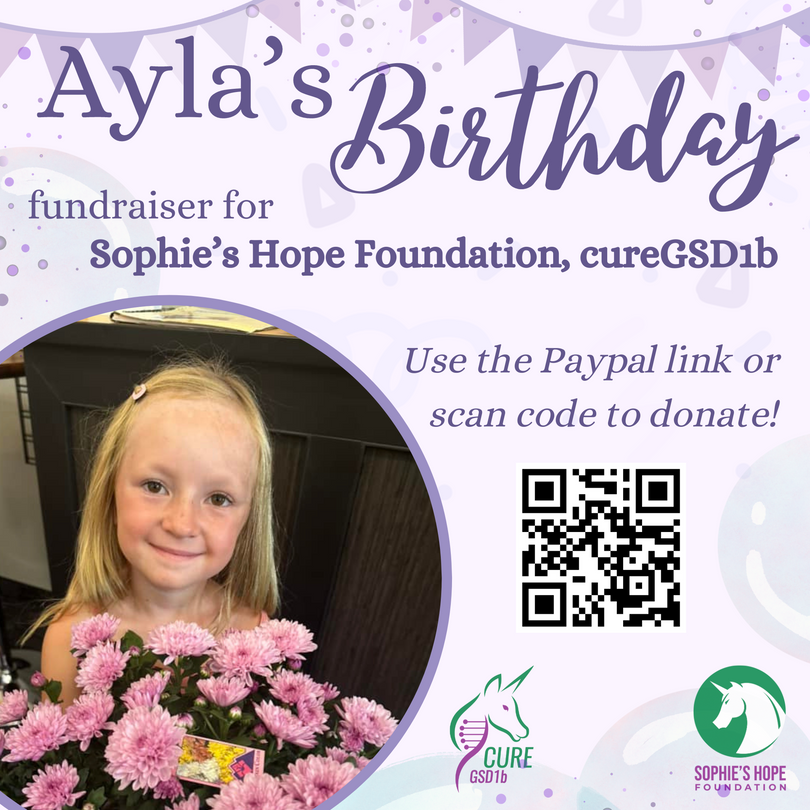 Ayla’s Birthday
fundraiser for
Sophie’s Hope Foundation, cureGSD1b
Use the Paypal link or
scan code to donate!
CURE
GSD1b
SOPHIE'S HOPE
FOUNDATION